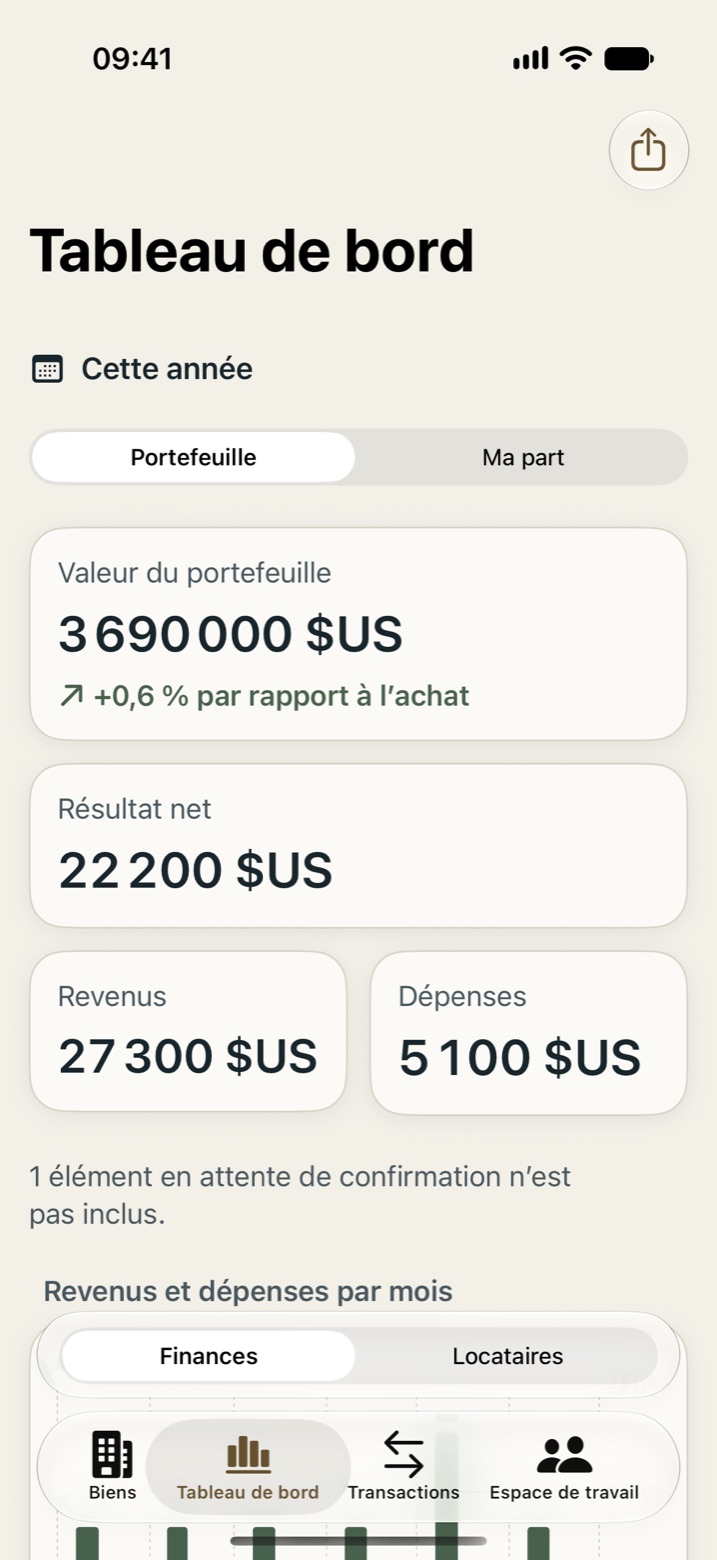 09:41
Tableau de bord
Cette année
Portefeuille
Ma part
Valeur du portefeuille
3 690 000 $US
+0,6 % par rapport à l’achat
Résultat net
22 200 $US
Revenus
27 300 $US
Dépenses
5 100 $US
1 élément en attente de confirmation n’est
pas inclus.
Revenus et dépenses par mois
Finances
Locataires
Biens
Tableau de bord
Transactions
Espace de travail